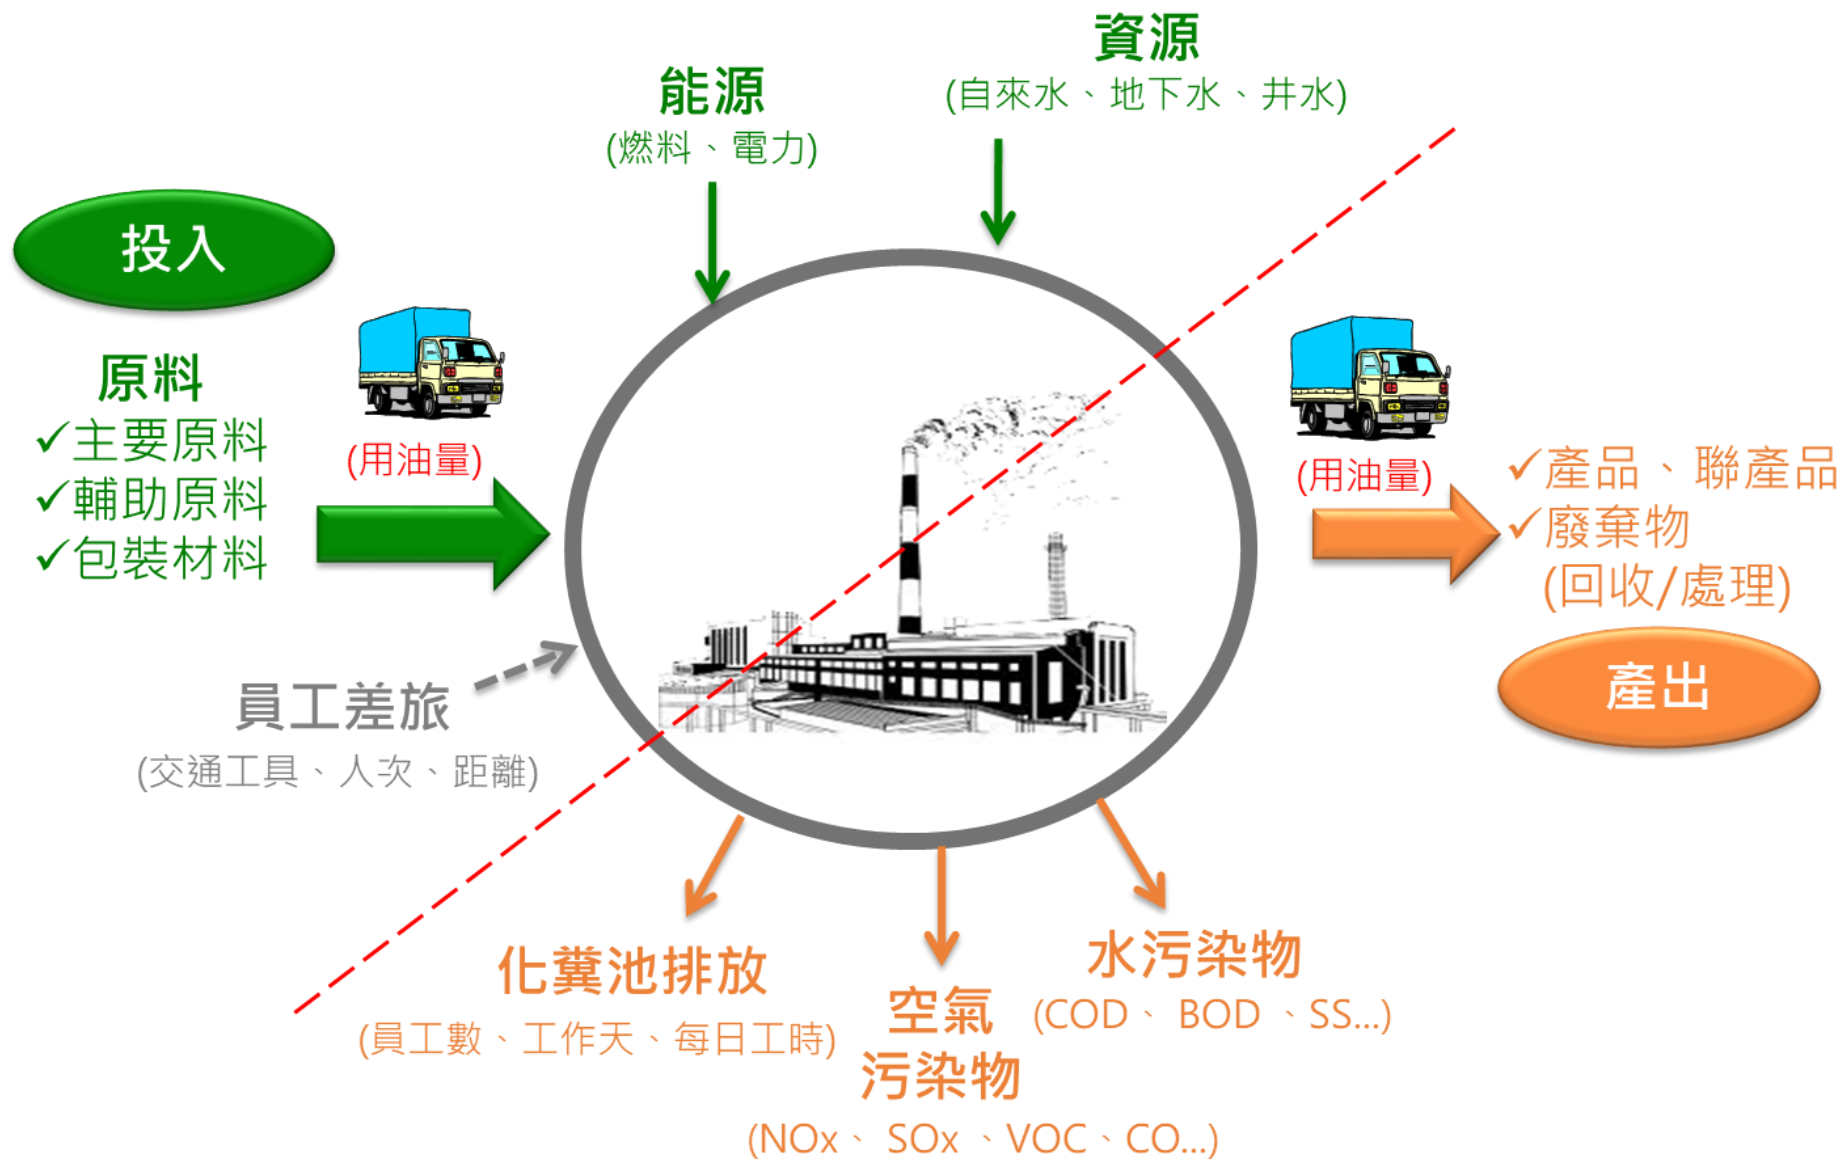 資源
(自來水、地下水、井水)
能源
(燃料、電力)
投入
原料
✓主要原料
✓輔助原料
✓包裝材料
(用油量)
(用油量)
✓產品、聯產品
✓廢棄物
(回收/處理)
產出
員工差旅
(交通工具、人次、距離)
化糞池排放
(員工數、工作天、每日工時)
空氣
污染物
(NOx、 SOx 、VOC、CO...)
水污染物
(COD、 BOD 、SS...)